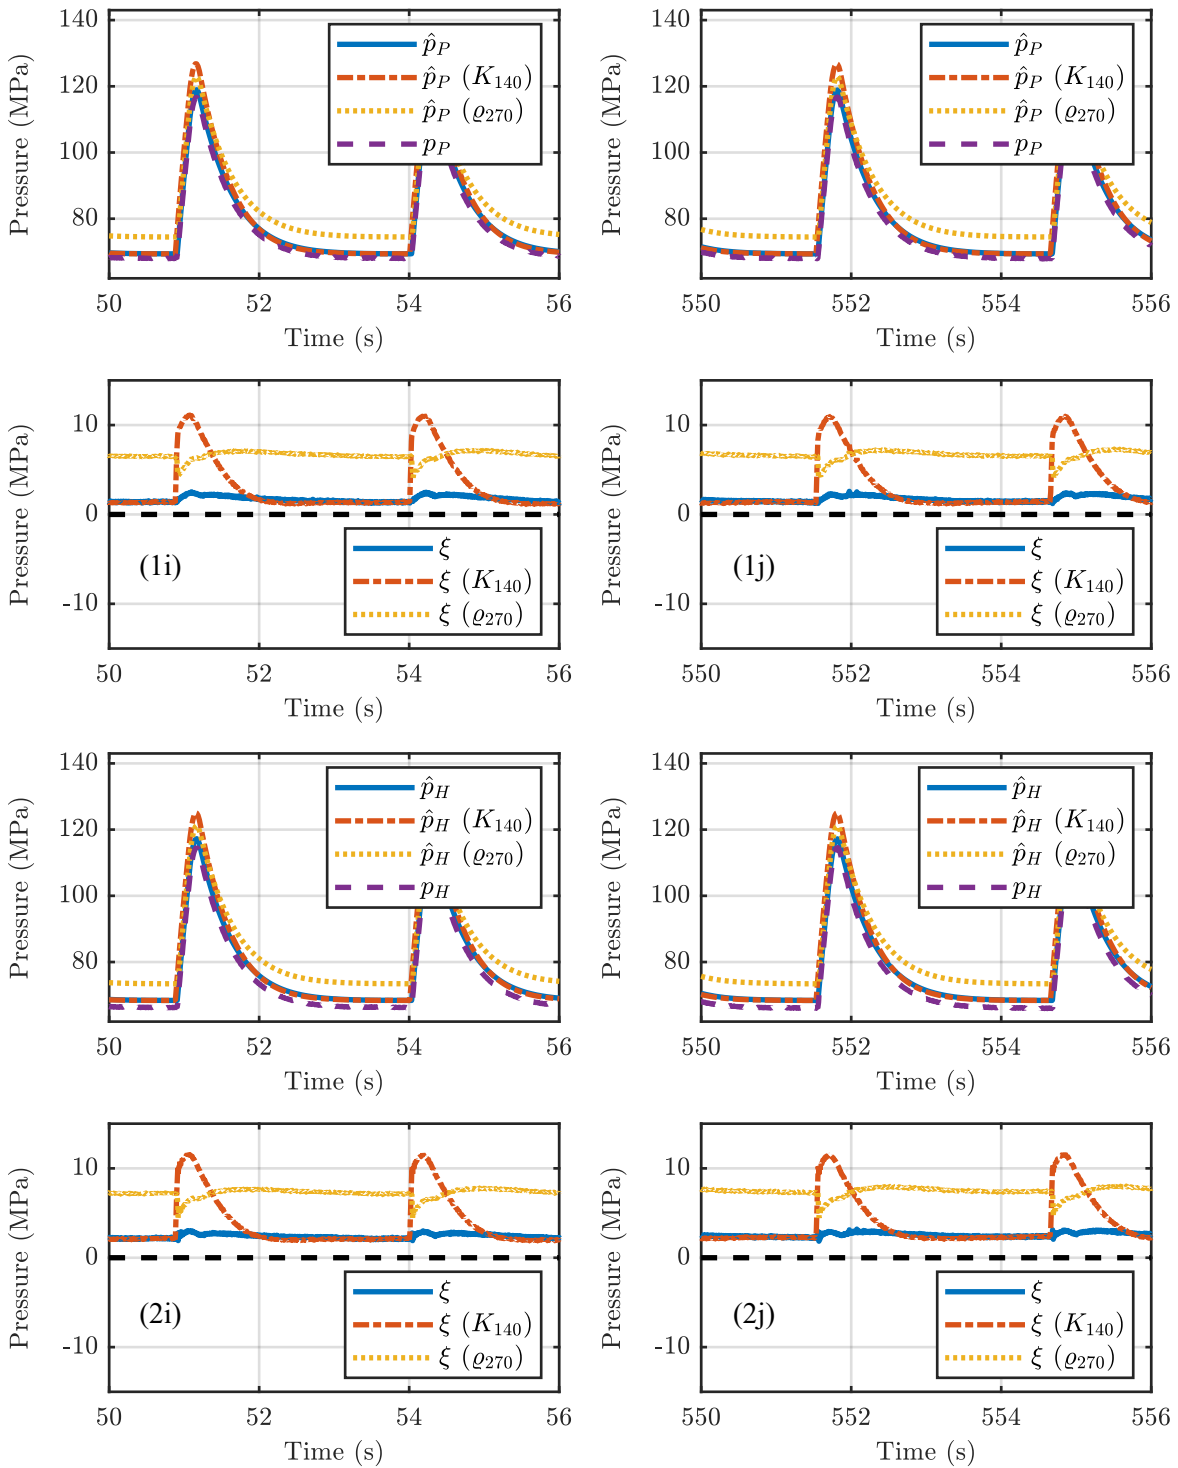 140
120
100
80
Pressure (MPa)
p̂_P
p̂_P (K_140)
p̂_P (ϱ_270)
p_P
50 52 54 56
Time (s)
140
120
100
80
Pressure (MPa)
p̂_P
p̂_P (K_140)
p̂_P (ϱ_270)
p_P
550 552 554 556
Time (s)
10
0
-10
Pressure (MPa)
(1i)
ξ
ξ (K_140)
ξ (ϱ_270)
50 52 54 56
Time (s)
10
0
-10
Pressure (MPa)
(1j)
ξ
ξ (K_140)
ξ (ϱ_270)
550 552 554 556
Time (s)
140
120
100
80
Pressure (MPa)
p̂_H
p̂_H (K_140)
p̂_H (ϱ_270)
p_H
50 52 54 56
Time (s)
140
120
100
80
Pressure (MPa)
p̂_H
p̂_H (K_140)
p̂_H (ϱ_270)
p_H
550 552 554 556
Time (s)
10
0
-10
Pressure (MPa)
(2i)
ξ
ξ (K_140)
ξ (ϱ_270)
50 52 54 56
Time (s)
10
0
-10
Pressure (MPa)
(2j)
ξ
ξ (K_140)
ξ (ϱ_270)
550 552 554 556
Time (s)